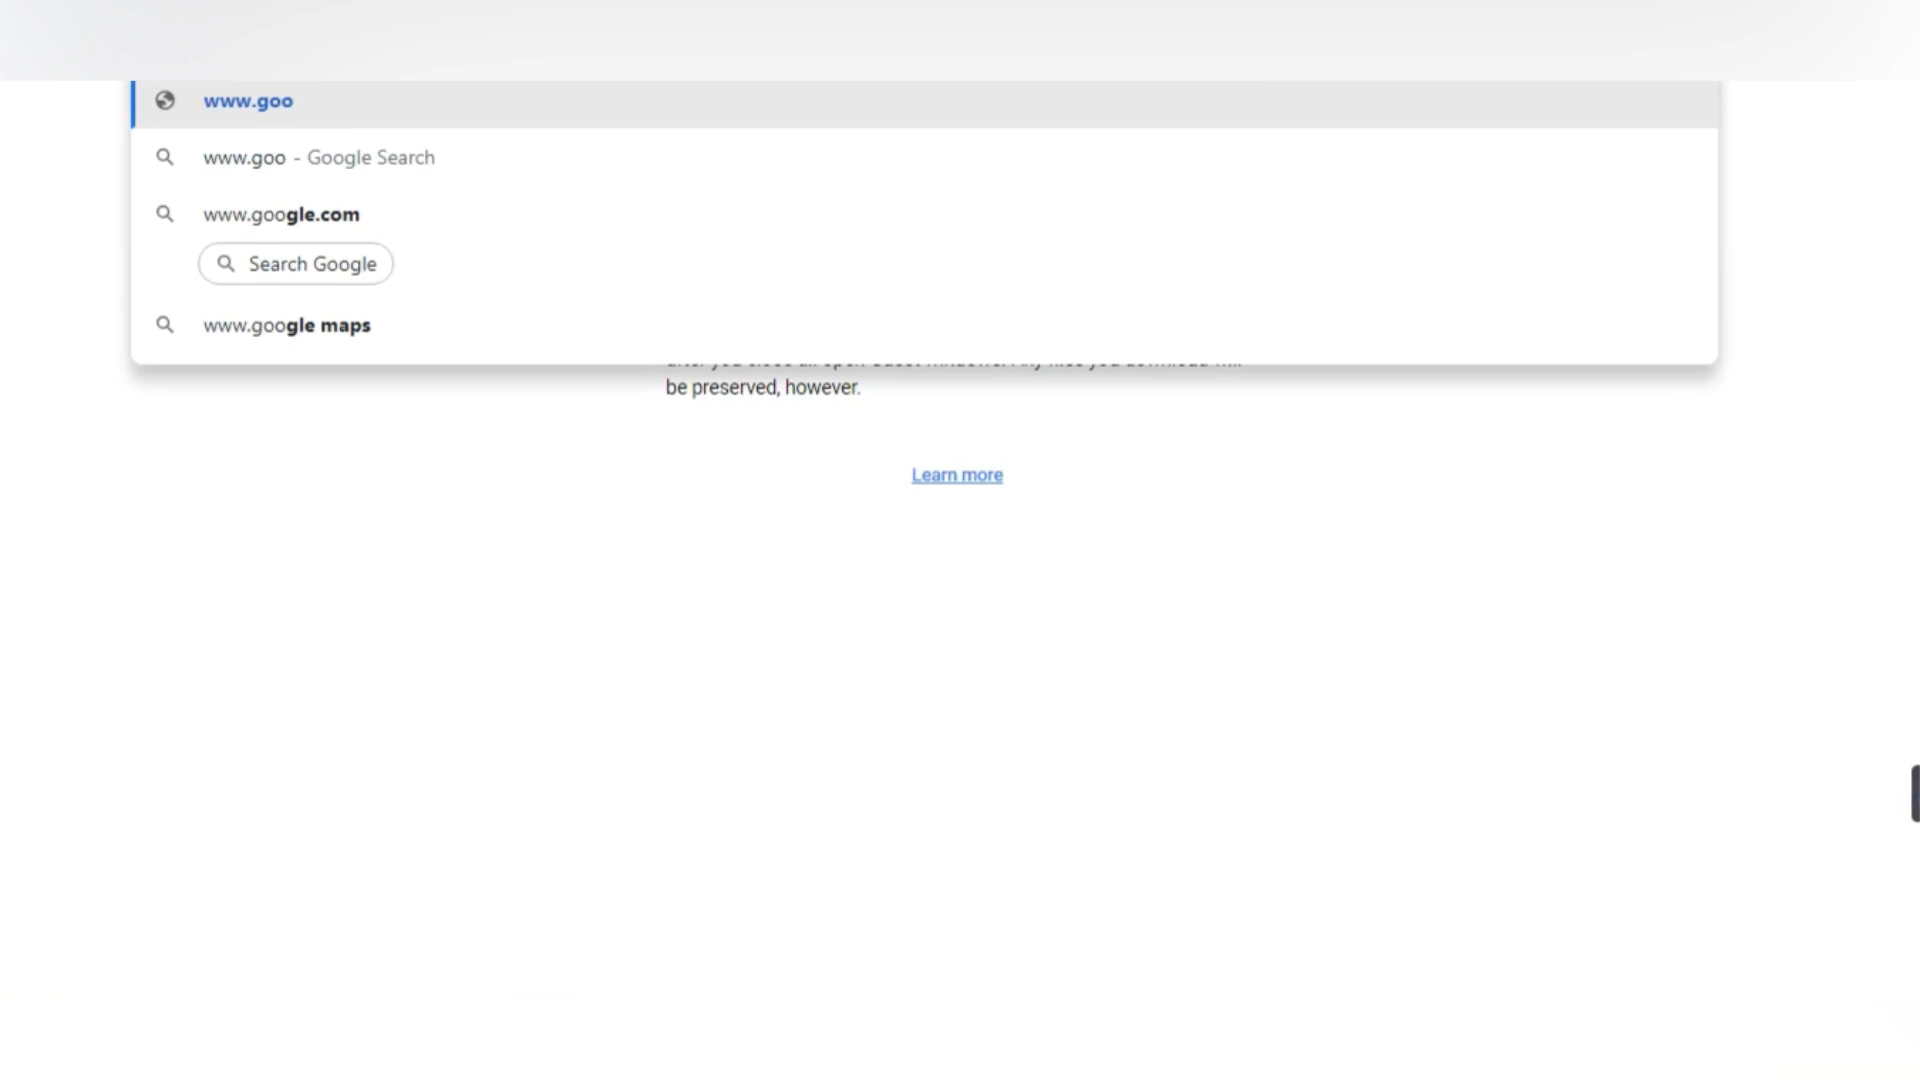 www.goo
www.goo - Google Search
www.google.com
Search Google
www.google maps
be preserved, however.
Learn more